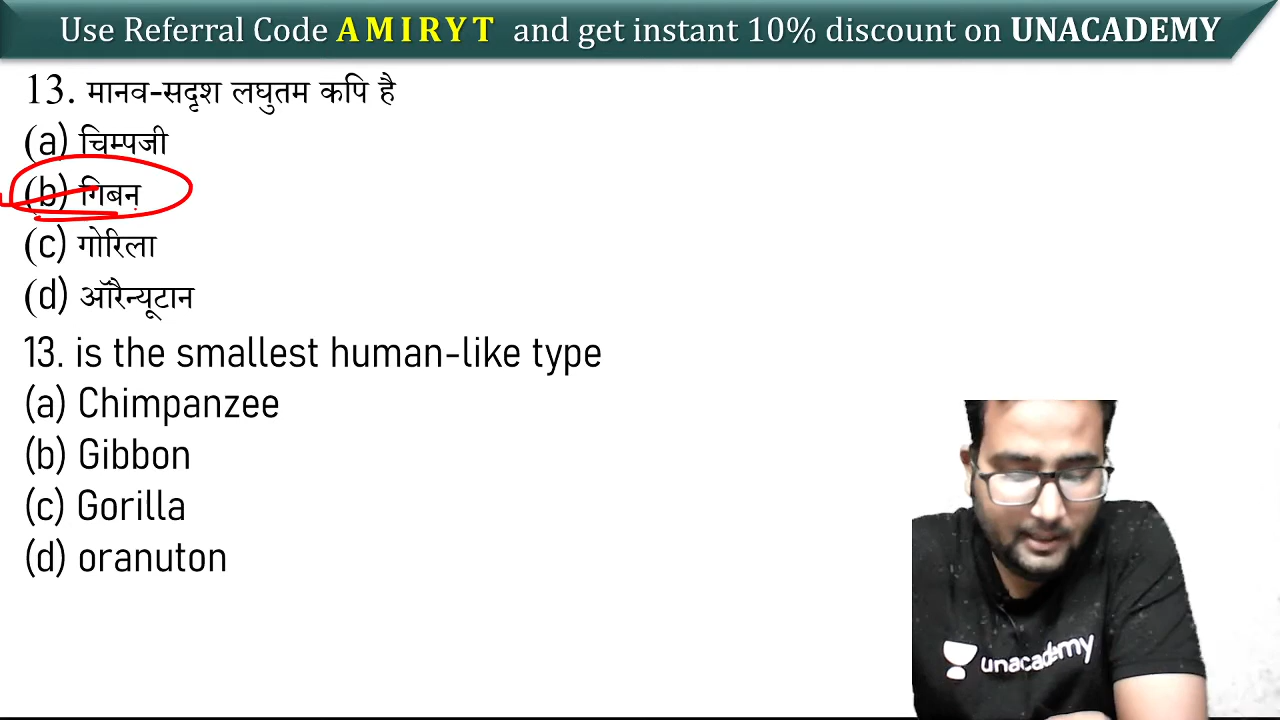 Use Referral Code AMIRYT and get instant 10% discount on UNACADEMY
13. मानव-सदृश लघुतम कपि है
(a) चिम्पजी
(b) गिबऩ
(c) गोरिला
(d) ऑरैन्यूटान
13. is the smallest human-like type
(a) Chimpanzee
(b) Gibbon
(c) Gorilla
(d) oranuton
unacademy